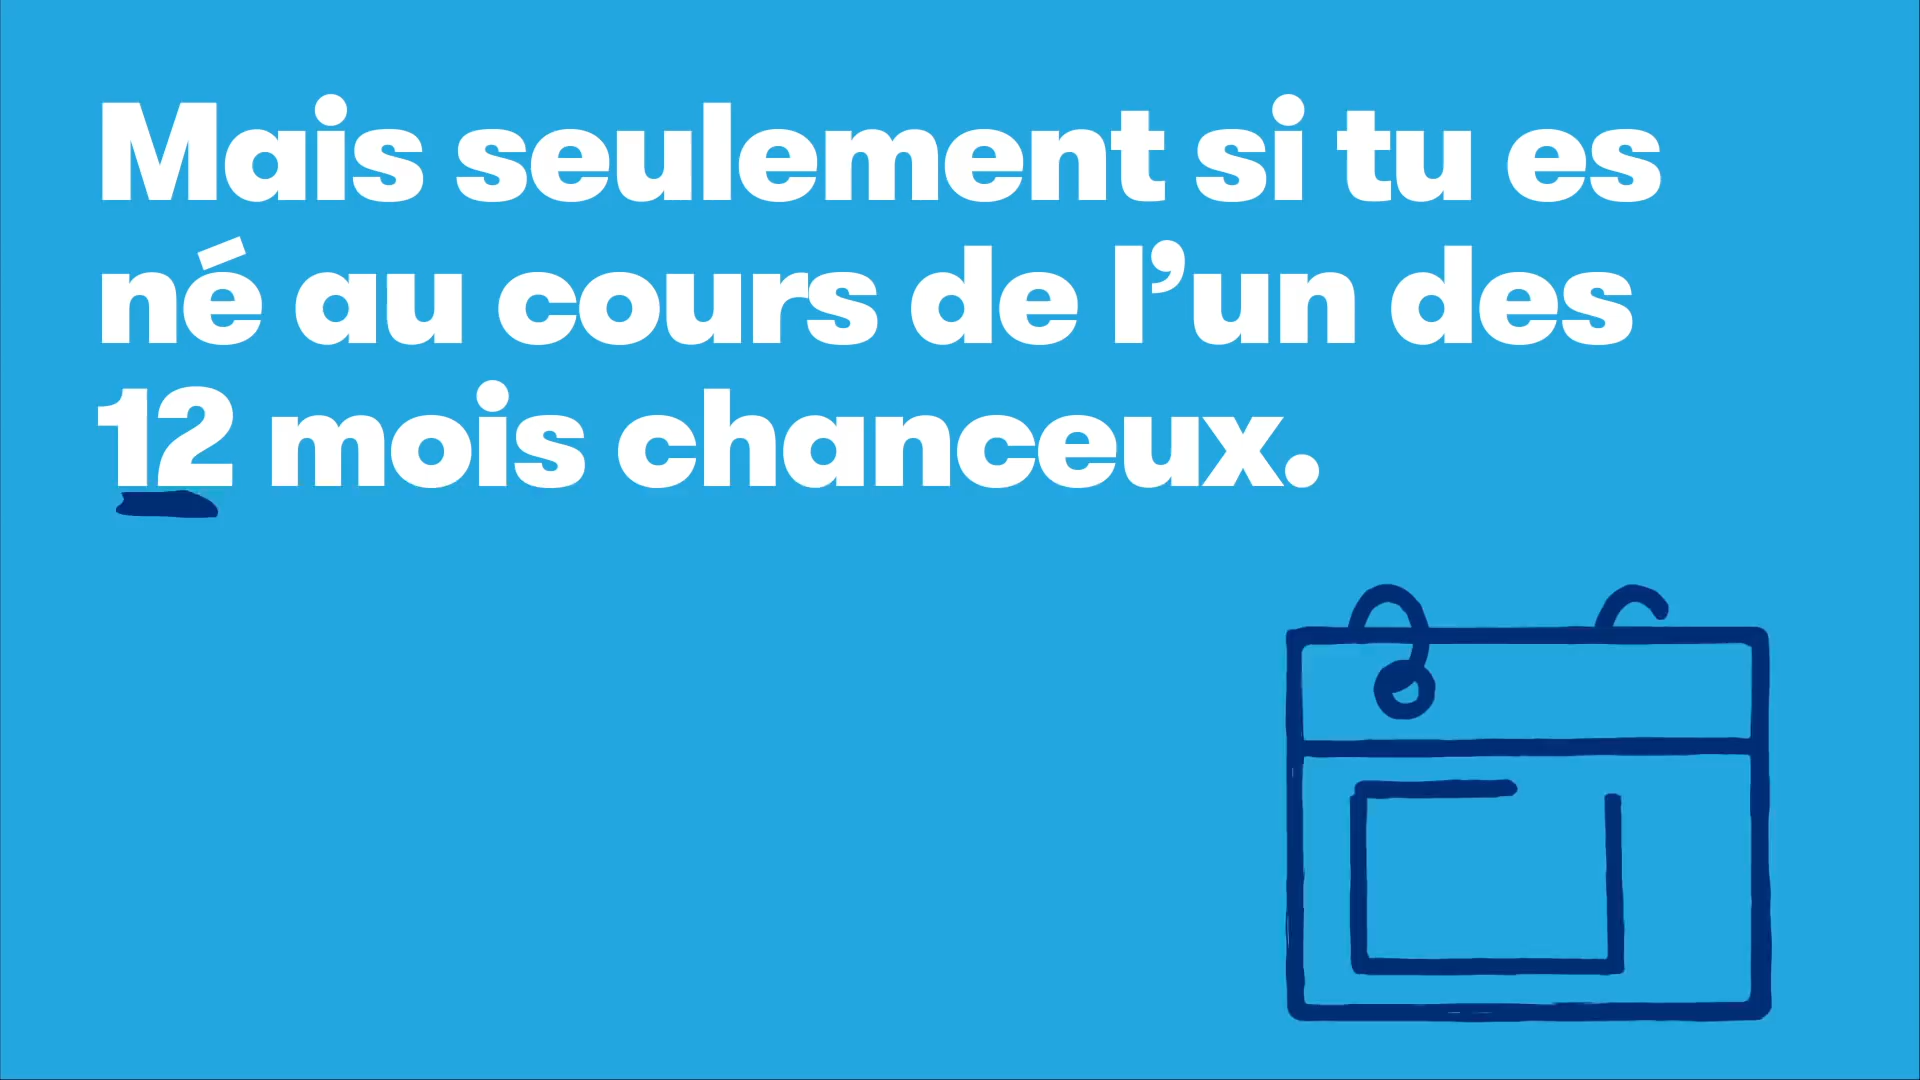 Mais seulement si tu es
né au cours de l’un des
12 mois chanceux.